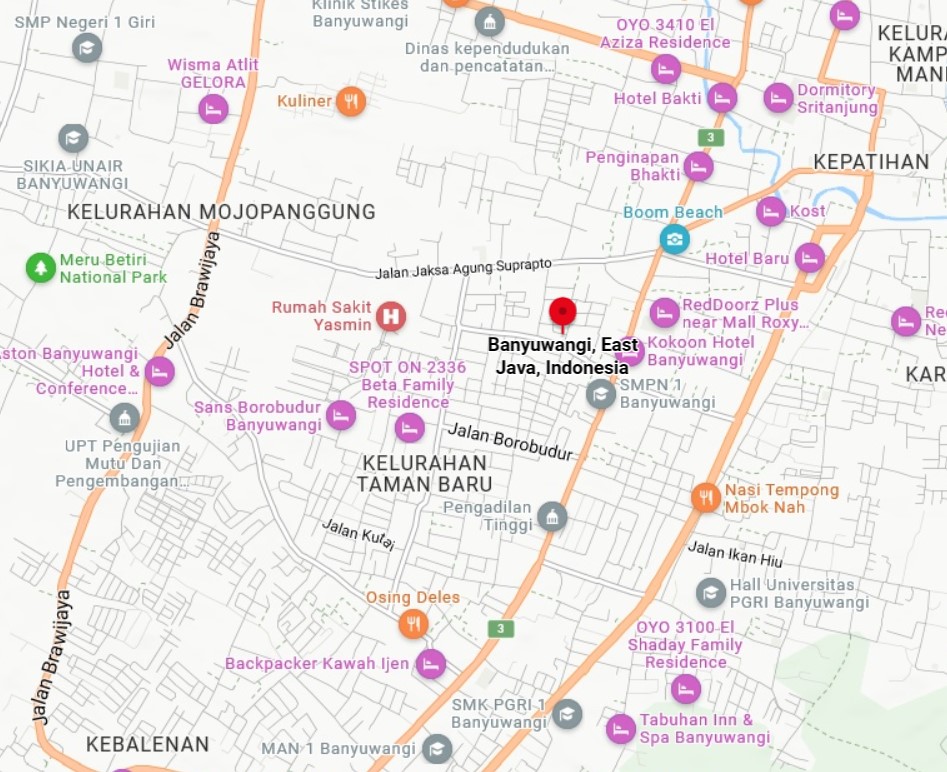 SMP Negeri 1 Giri
Klinik Stikes
Banyuwangi
Dinas kependudukan
dan pencatatan...
OYO 3410 El
Aziza Residence
Wisma Atlit
GELORA
Kuliner
Hotel Bakti
Dormitory
Sritanjung
3
SIKIA UNAIR
BANYUWANGI
Penginapan
Bhakti
KEPATIHAN
KELURAHAN MOJOPANGGUNG
Boom Beach
Kost
Meru Betiri
National Park
Jalan Brawijaya
Jalan Jaksa Agung Suprapto
Hotel Baru
Rumah Sakit
Yasmin
RedDoorz Plus
near Mall Roxy...
Banyuwangi, East
Java, Indonesia
Kokoon Hotel
Banyuwangi
Banyuwangi
Hotel &
Conference...
SPOT ON 2336
Beta Family
Residence
SMPN 1
Banyuwangi
Sans Borobudur
Banyuwangi
UPT Pengujian
Mutu Dan
Pengembangan...
Jalan Borobudur
KELURAHAN
TAMAN BARU
Pengadilan
Tinggi
Nasi Tempong
Mbok Nah
Jalan Kutai
Jalan Ikan Hiu
Hall Universitas
PGRI Banyuwangi
Osing Deles
3
OYO 3100 El
Shaday Family
Residence
Jalan Brawijaya
Backpacker Kawah Ijen
SMK PGRI 1
Banyuwangi
Tabuhan Inn &
Spa Banyuwangi
KEBALENAN
MAN 1 Banyuwangi